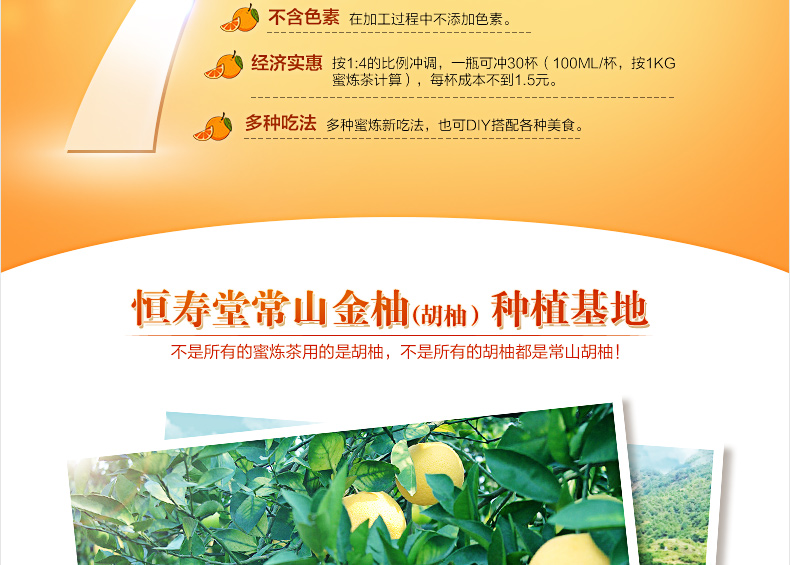 不含色素 在加工过程中不添加色素。
经济实惠 按1:4的比例冲调，一瓶可冲30杯（100ML/杯，按1KG
蜜炼茶计算），每杯成本不到1.5元。
多种吃法 多种蜜炼新吃法，也可DIY搭配各种美食。
恒寿堂常山金柚(胡柚）种植基地
不是所有的蜜炼茶用的是胡柚，不是所有的胡柚都是常山胡柚！